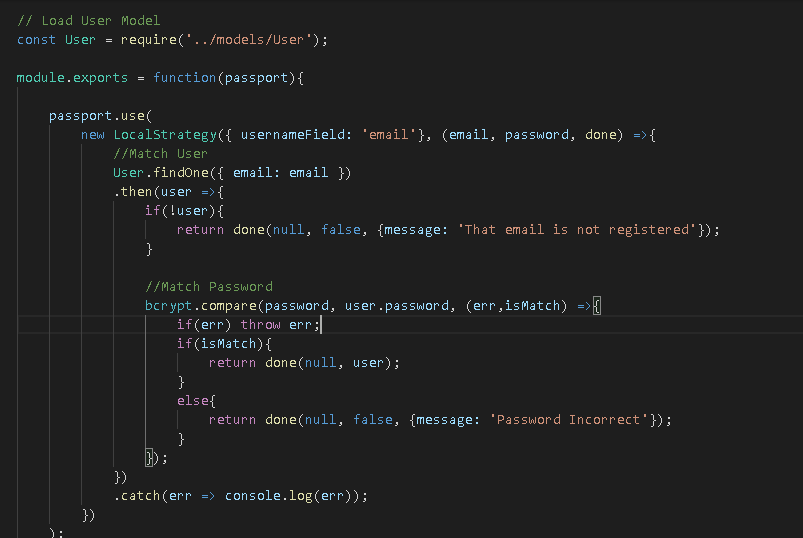 // Load User Model
const User = require('../models/User');
module.exports = function(passport){
passport.use(
new LocalStrategy({ usernameField: 'email'}, (email, password, done) =>{
//Match User
User.findOne({ email: email })
.then(user =>{
if(!user){
return done(null, false, {message: 'That email is not registered'});
}
//Match Password
bcrypt.compare(password, user.password, (err,isMatch) =>{
if(err) throw err;
if(isMatch){
return done(null, user);
}
else{
return done(null, false, {message: 'Password Incorrect'});
}
});
})
.catch(err => console.log(err));
})
);